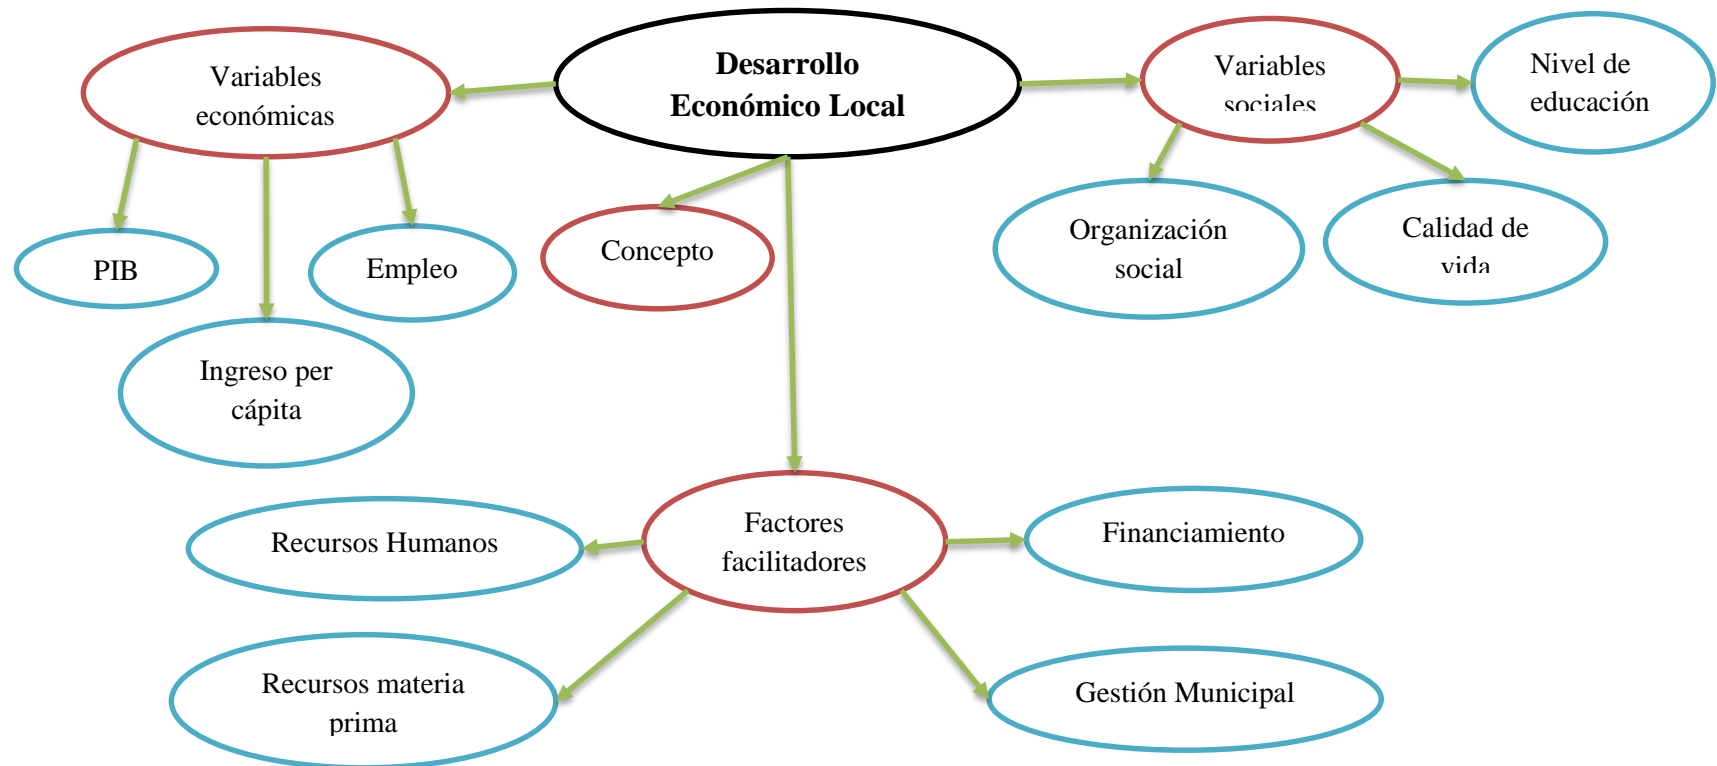 Desarrollo
Económico Local
Variables
económicas
Variables
sociales
Nivel de
educación
PIB
Empleo
Concepto
Organización
social
Calidad de
vida
Ingreso per
cápita
Recursos Humanos
Factores
facilitadores
Financiamiento
Recursos materia
prima
Gestión Municipal